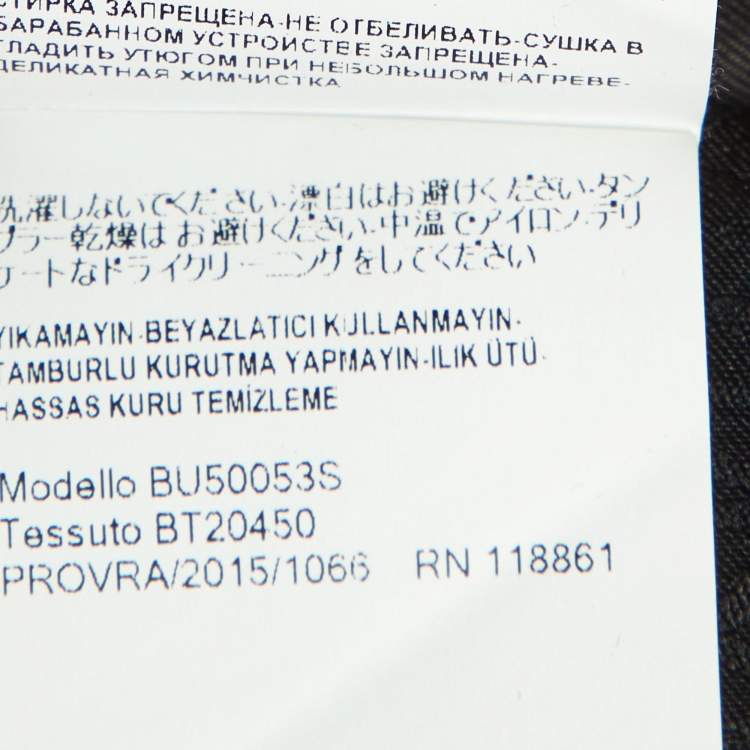 СТИРКА ЗАПРЕЩЕНА-НЕ ОТБЕЛИВАТЬ-СУШКА В
БАРАБАННОМ УСТРОЙСТВЕ ЗАПРЕЩЕНА-
ГЛАДИТЬ УТЮГОМ ПРИ НЕБОЛЬШОМ НАГРЕВЕ-
ДЕЛИКАТНАЯ ХИМЧИСТКА
洗濯しないでください-漂白はお避けください-タン
ブラー乾燥はお避けください-中温でアイロン-デリ
ケートなドライクリーニングをしてください
YIKAMAYIN-BEYAZLATICI KULLANMAYIN-
TAMBURLU KURUTMA YAPMAYIN-ILIK ÜTÜ-
HASSAS KURU TEMİZLEME
Modello BU50053S
Tessuto BT20450
PROVRA/2015/1066 RN 118861